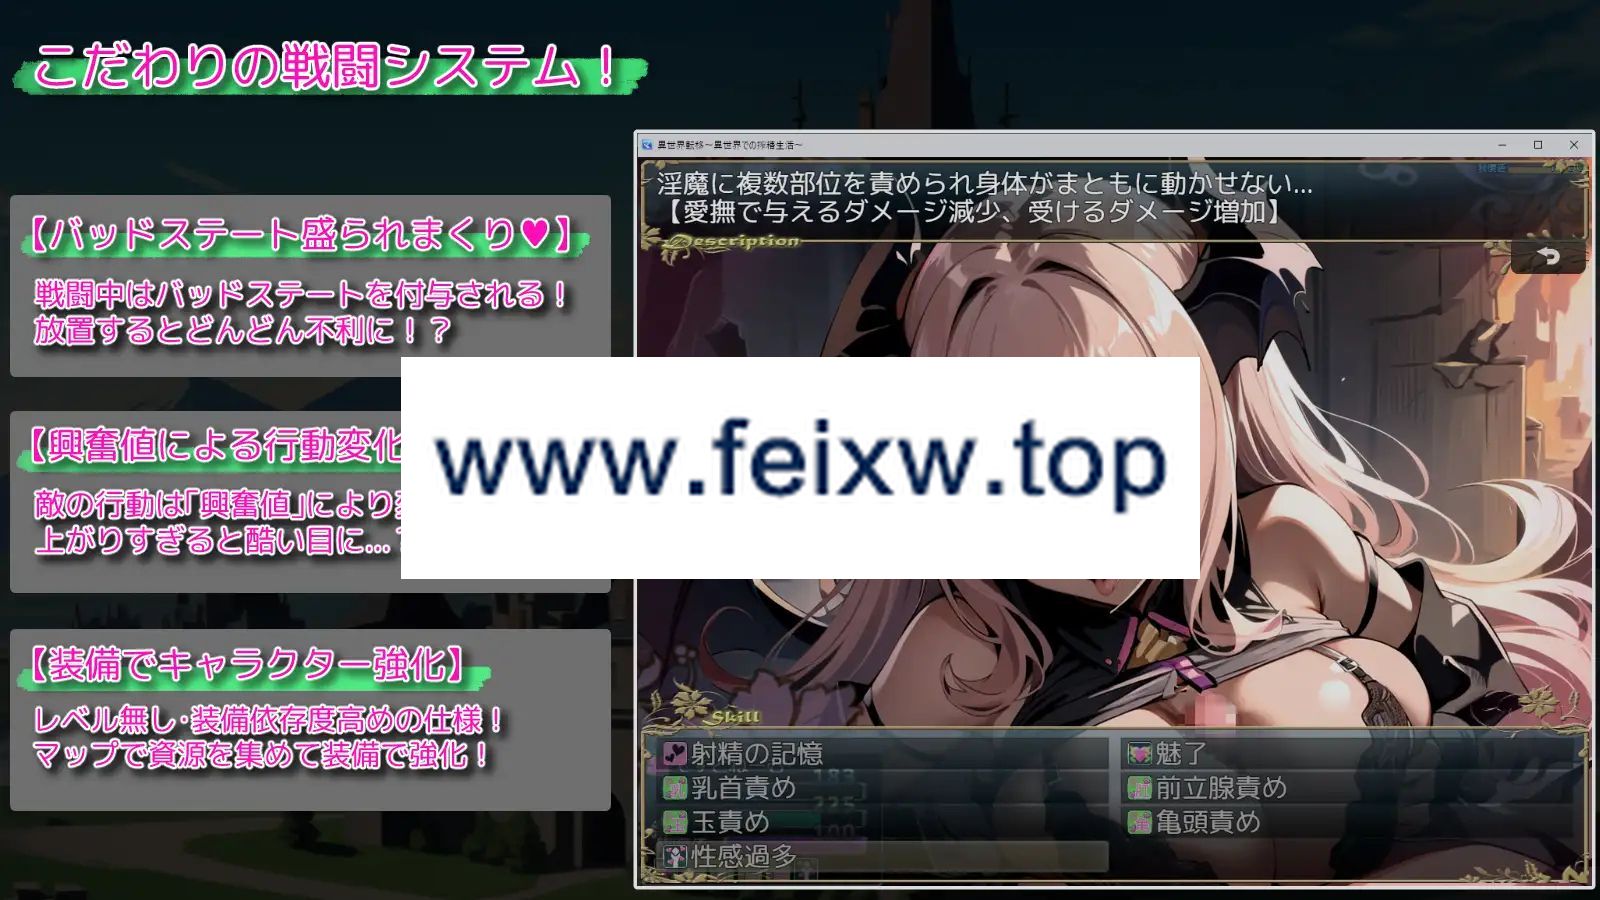 こだわりの戦闘システム！
【バッドステート盛られまくり♥】
戦闘中はバッドステートを付与される！
放置するとどんどん不利に！？
【興奮値による行動変化
敵の行動は「興奮値」により
上がりすぎると酷い目に…
【装備でキャラクター強化】
レベル無し・装備依存度高めの仕様！
マップで資源を集めて装備で強化！
異世界転移～異世界での搾精生活～
淫魔に複数部位を責められ身体がまともに動かせない…
【愛撫で与えるダメージ減少、受けるダメージ増加】
Description
www.feixw.top
Skill
射精の記憶
魅了
乳首責め
前立腺責め
玉責め
亀頭責め
性感過多